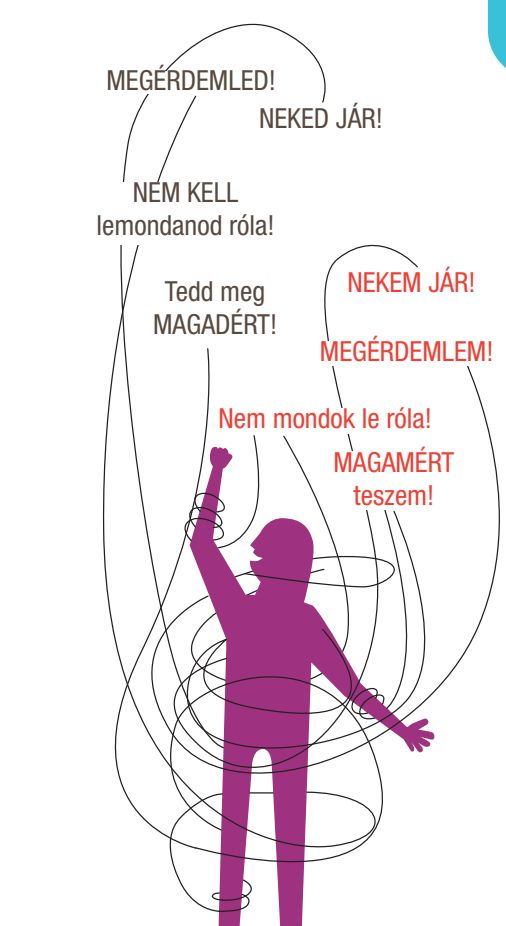 MEGÉRDEMLED!
NEKED JÁR!
NEM KELL
lemondanod róla!
Tedd meg
MAGADÉRT!
NEKEM JÁR!
MEGÉRDEMLEM!
Nem mondok le róla!
MAGAMÉRT
teszem!